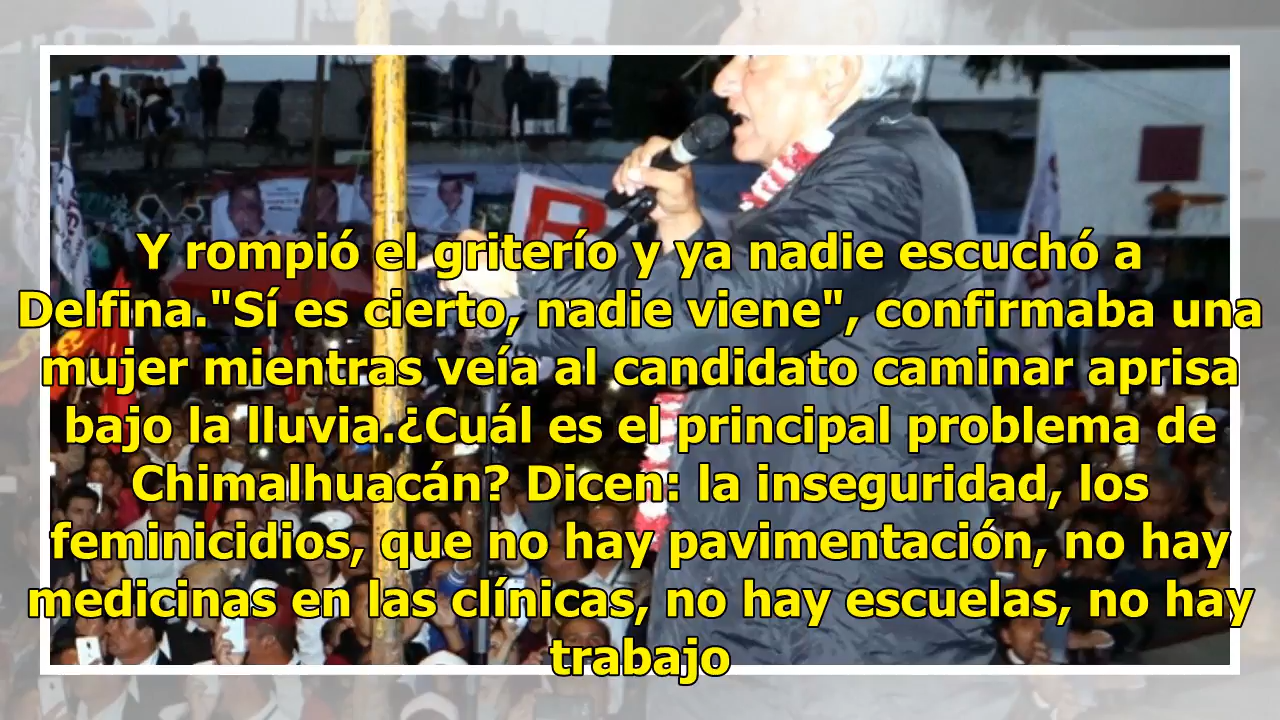 Y rompió el griterío y ya nadie escuchó a
Delfina."Sí es cierto, nadie viene", confirmaba una
mujer mientras veía al candidato caminar aprisa
bajo la lluvia.¿Cuál es el principal problema de
Chimalhuacán? Dicen: la inseguridad, los
feminicidios, que no hay pavimentación, no hay
medicinas en las clínicas, no hay escuelas, no hay
trabajo